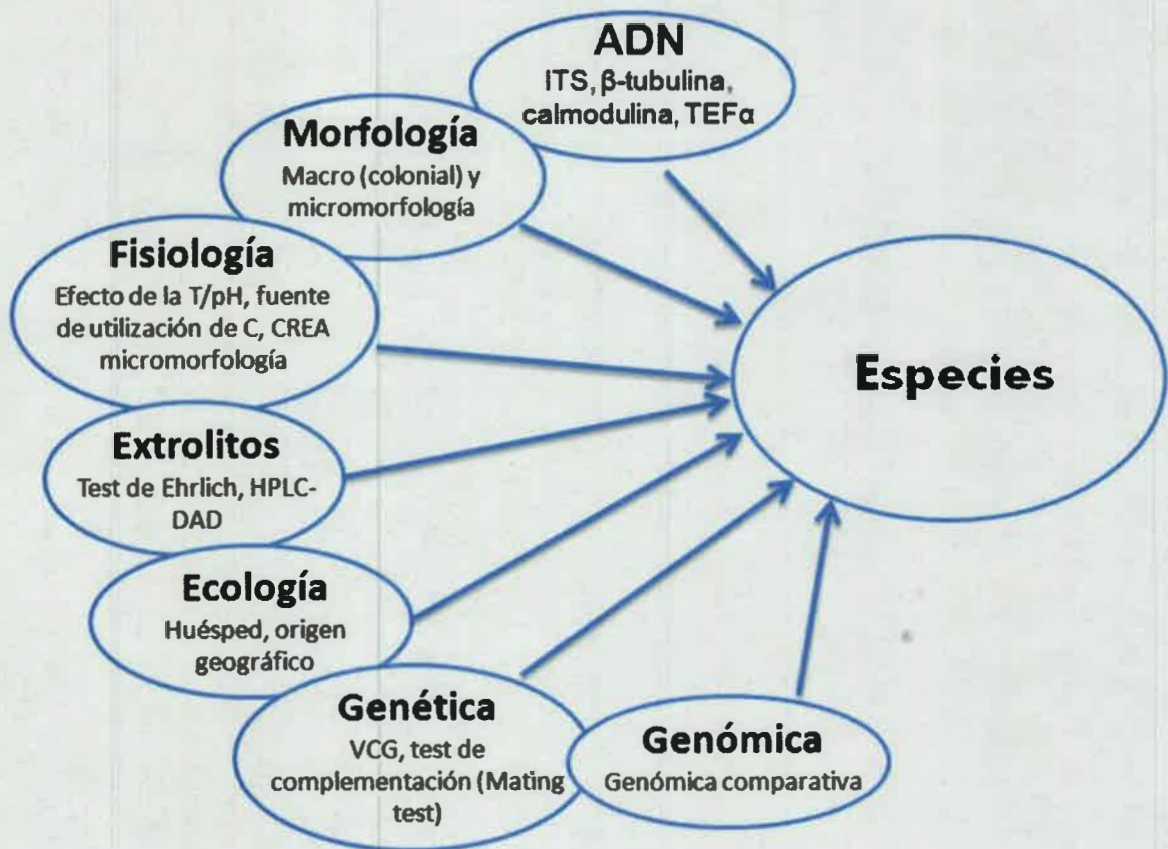 ADN
ITS, β-tubulina,
calmodulina, TEFα
Morfología
Macro (colonial) y
micromorfología
Fisiología
Efecto de la T/pH, fuente
de utilización de C, CREA
micromorfología
Extrolitos
Test de Ehrlich, HPLC-
DAD
Ecología
Huésped, origen
geográfico
Genética
VCG, test de
complementación (Mating
test)
Genómica
Genómica comparativa
Especies